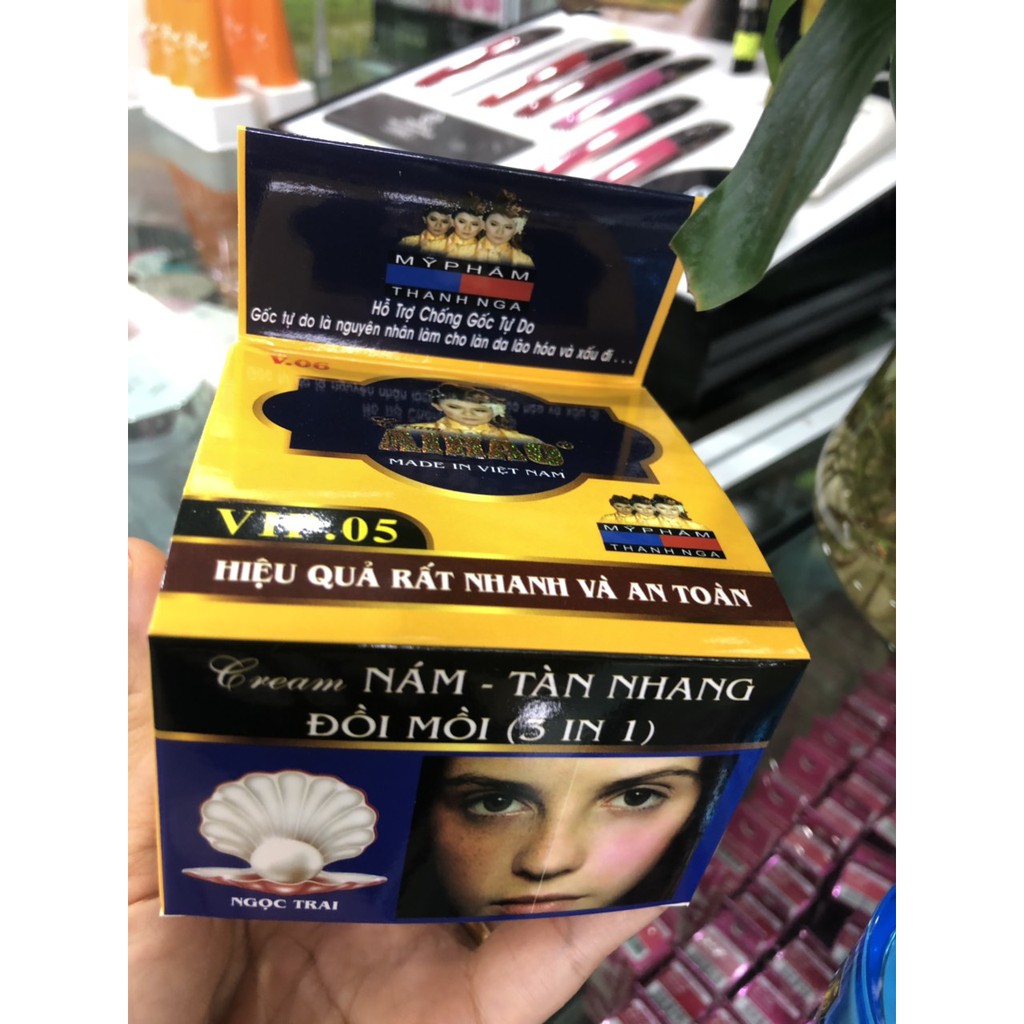 MỸ PHẨM
THANH NGA
Hỗ Trợ Chống Gốc Tự Do
Gốc tự do là nguyên nhân làm cho làn da lão hóa và xấu đi . . .
V.06
MADE IN VIỆT NAM
VIP.05
MỸ PHẨM
THANH NGA
HIỆU QUẢ RẤT NHANH VÀ AN TOÀN
Cream NÁM - TÀN NHANG
ĐỒI MỒI (3 IN 1)
NGỌC TRAI